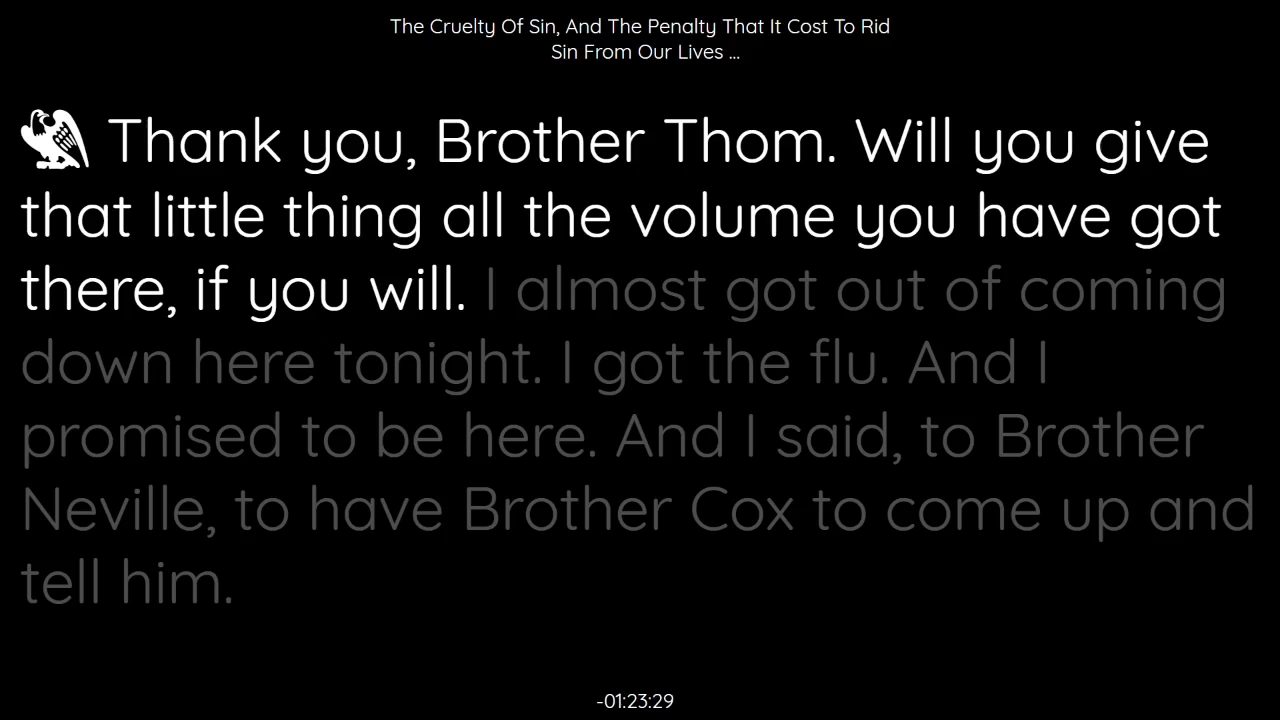 The Cruelty Of Sin, And The Penalty That It Cost To Rid
Sin From Our Lives ...
Thank you, Brother Thom. Will you give
that little thing all the volume you have got
there, if you will. I almost got out of coming
down here tonight. I got the flu. And I
promised to be here. And I said, to Brother
Neville, to have Brother Cox to come up and
tell him.
-01:23:29